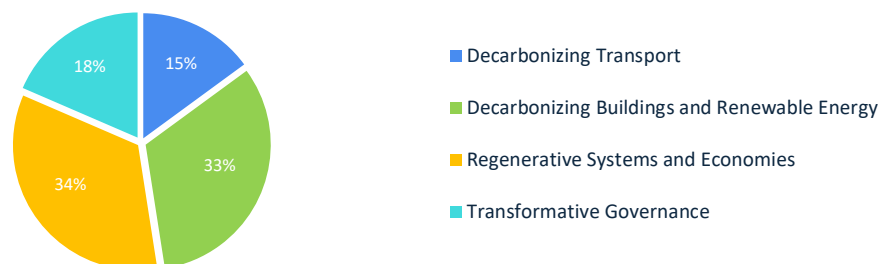 15%
18%
33%
34%
Decarbonizing Transport
Decarbonizing Buildings and Renewable Energy
Regenerative Systems and Economies
Transformative Governance